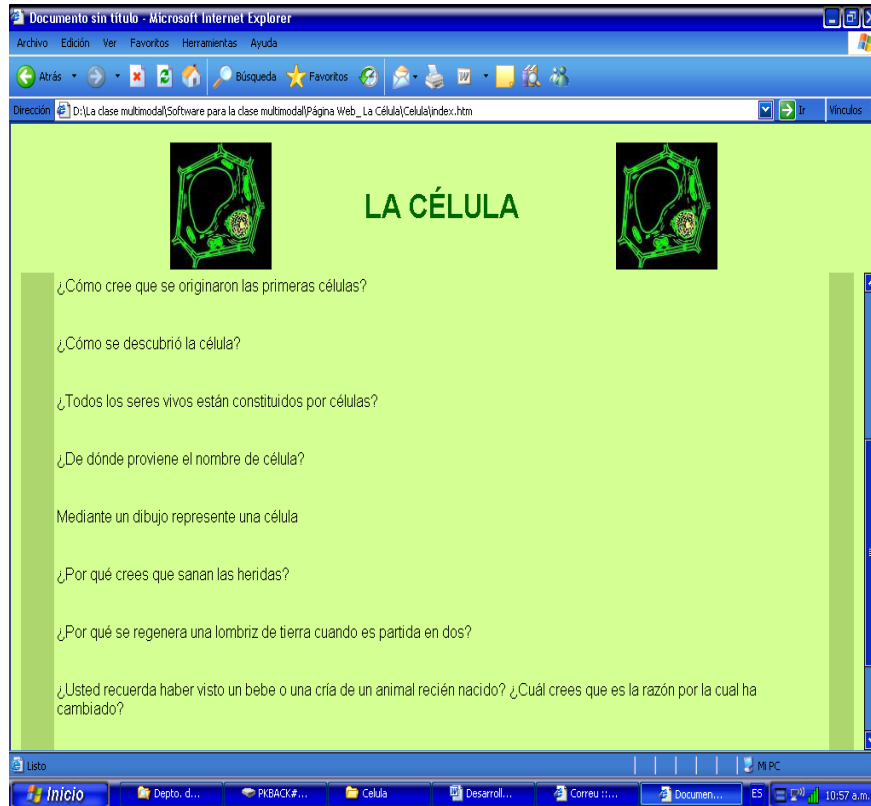 Documento sin título - Microsoft Internet Explorer
Archivo Edición Ver Favoritos Herramientas Ayuda
Atrás Búsqueda Favoritos
Dirección D:\La clase multimodal\Software para la clase multimodal\Página Web_ La Célula\Celula\index.htm Ir Vínculos
LA CÉLULA
¿Cómo cree que se originaron las primeras células?
¿Cómo se descubrió la célula?
¿Todos los seres vivos están constituidos por células?
¿De dónde proviene el nombre de célula?
Mediante un dibujo represente una célula
¿Por qué crees que sanan las heridas?
¿Por qué se regenera una lombriz de tierra cuando es partida en dos?
¿Usted recuerda haber visto un bebe o una cría de un animal recién nacido? ¿Cuál crees que es la razón por la cual ha
cambiado?
Listo Mi PC
Inicio Depto. d... PKBACK#... Celula Desarroll... Correu ::... Documen... ES 10:57 a.m.